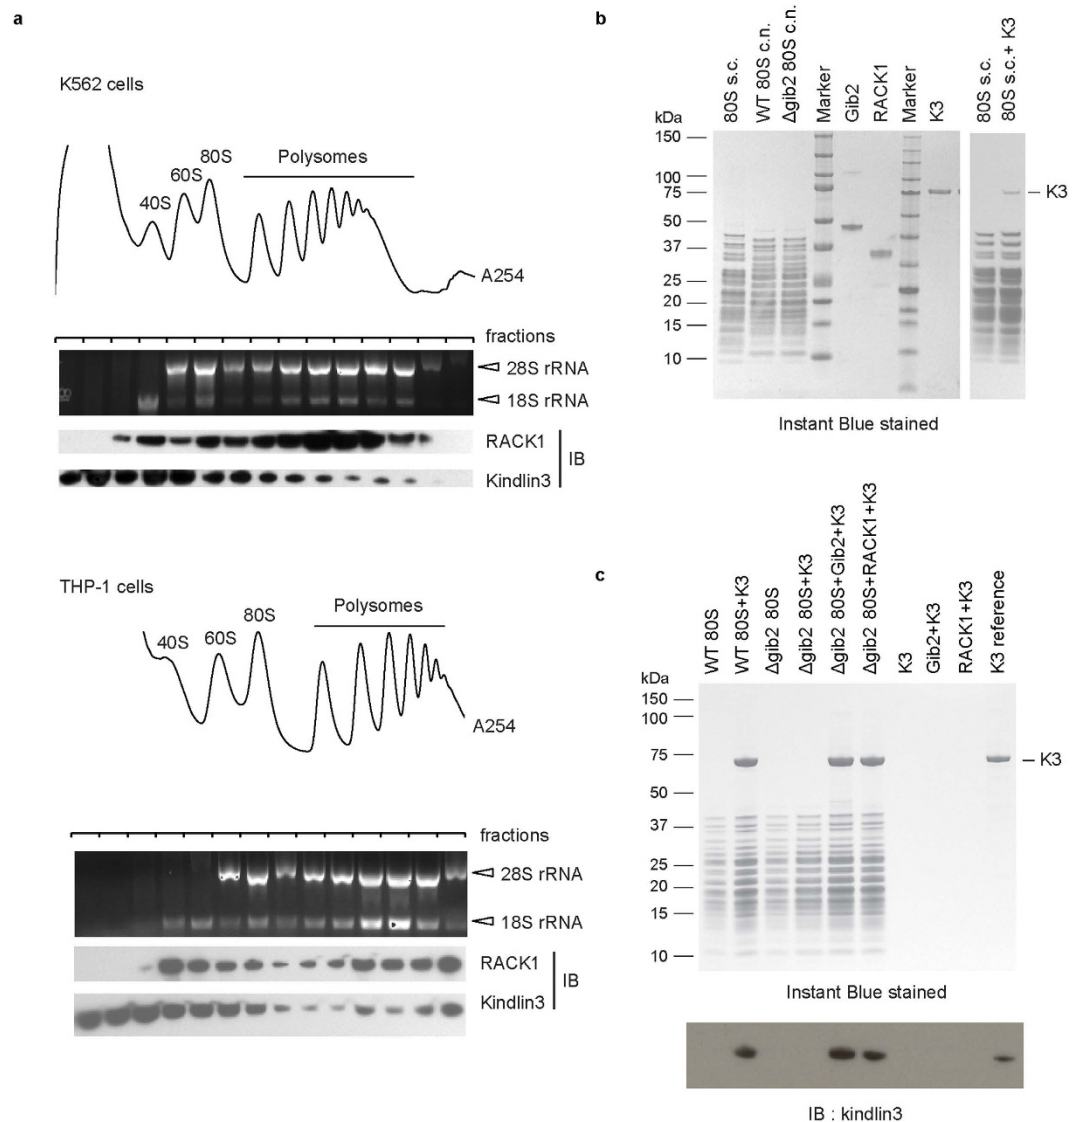 a
K562 cells
40S
60S
80S
Polysomes
A254
fractions
28S rRNA
18S rRNA
RACK1
Kindlin3
IB
THP-1 cells
40S
60S
80S
Polysomes
A254
fractions
28S rRNA
18S rRNA
RACK1
Kindlin3
IB
b
80S s.c.
WT 80S c.n.
Δgib2 80S c.n.
Marker
Gib2
RACK1
Marker
K3
80S s.c.
80S s.c.+ K3
kDa
150
100
75
50
37
25
20
15
10
K3
Instant Blue stained
c
WT 80S
WT 80S+K3
Δgib2 80S
Δgib2 80S+K3
Δgib2 80S+Gib2+K3
Δgib2 80S+RACK1+K3
K3
Gib2+K3
RACK1+K3
K3 reference
kDa
150
100
75
50
37
25
20
15
10
K3
Instant Blue stained
IB : kindlin3